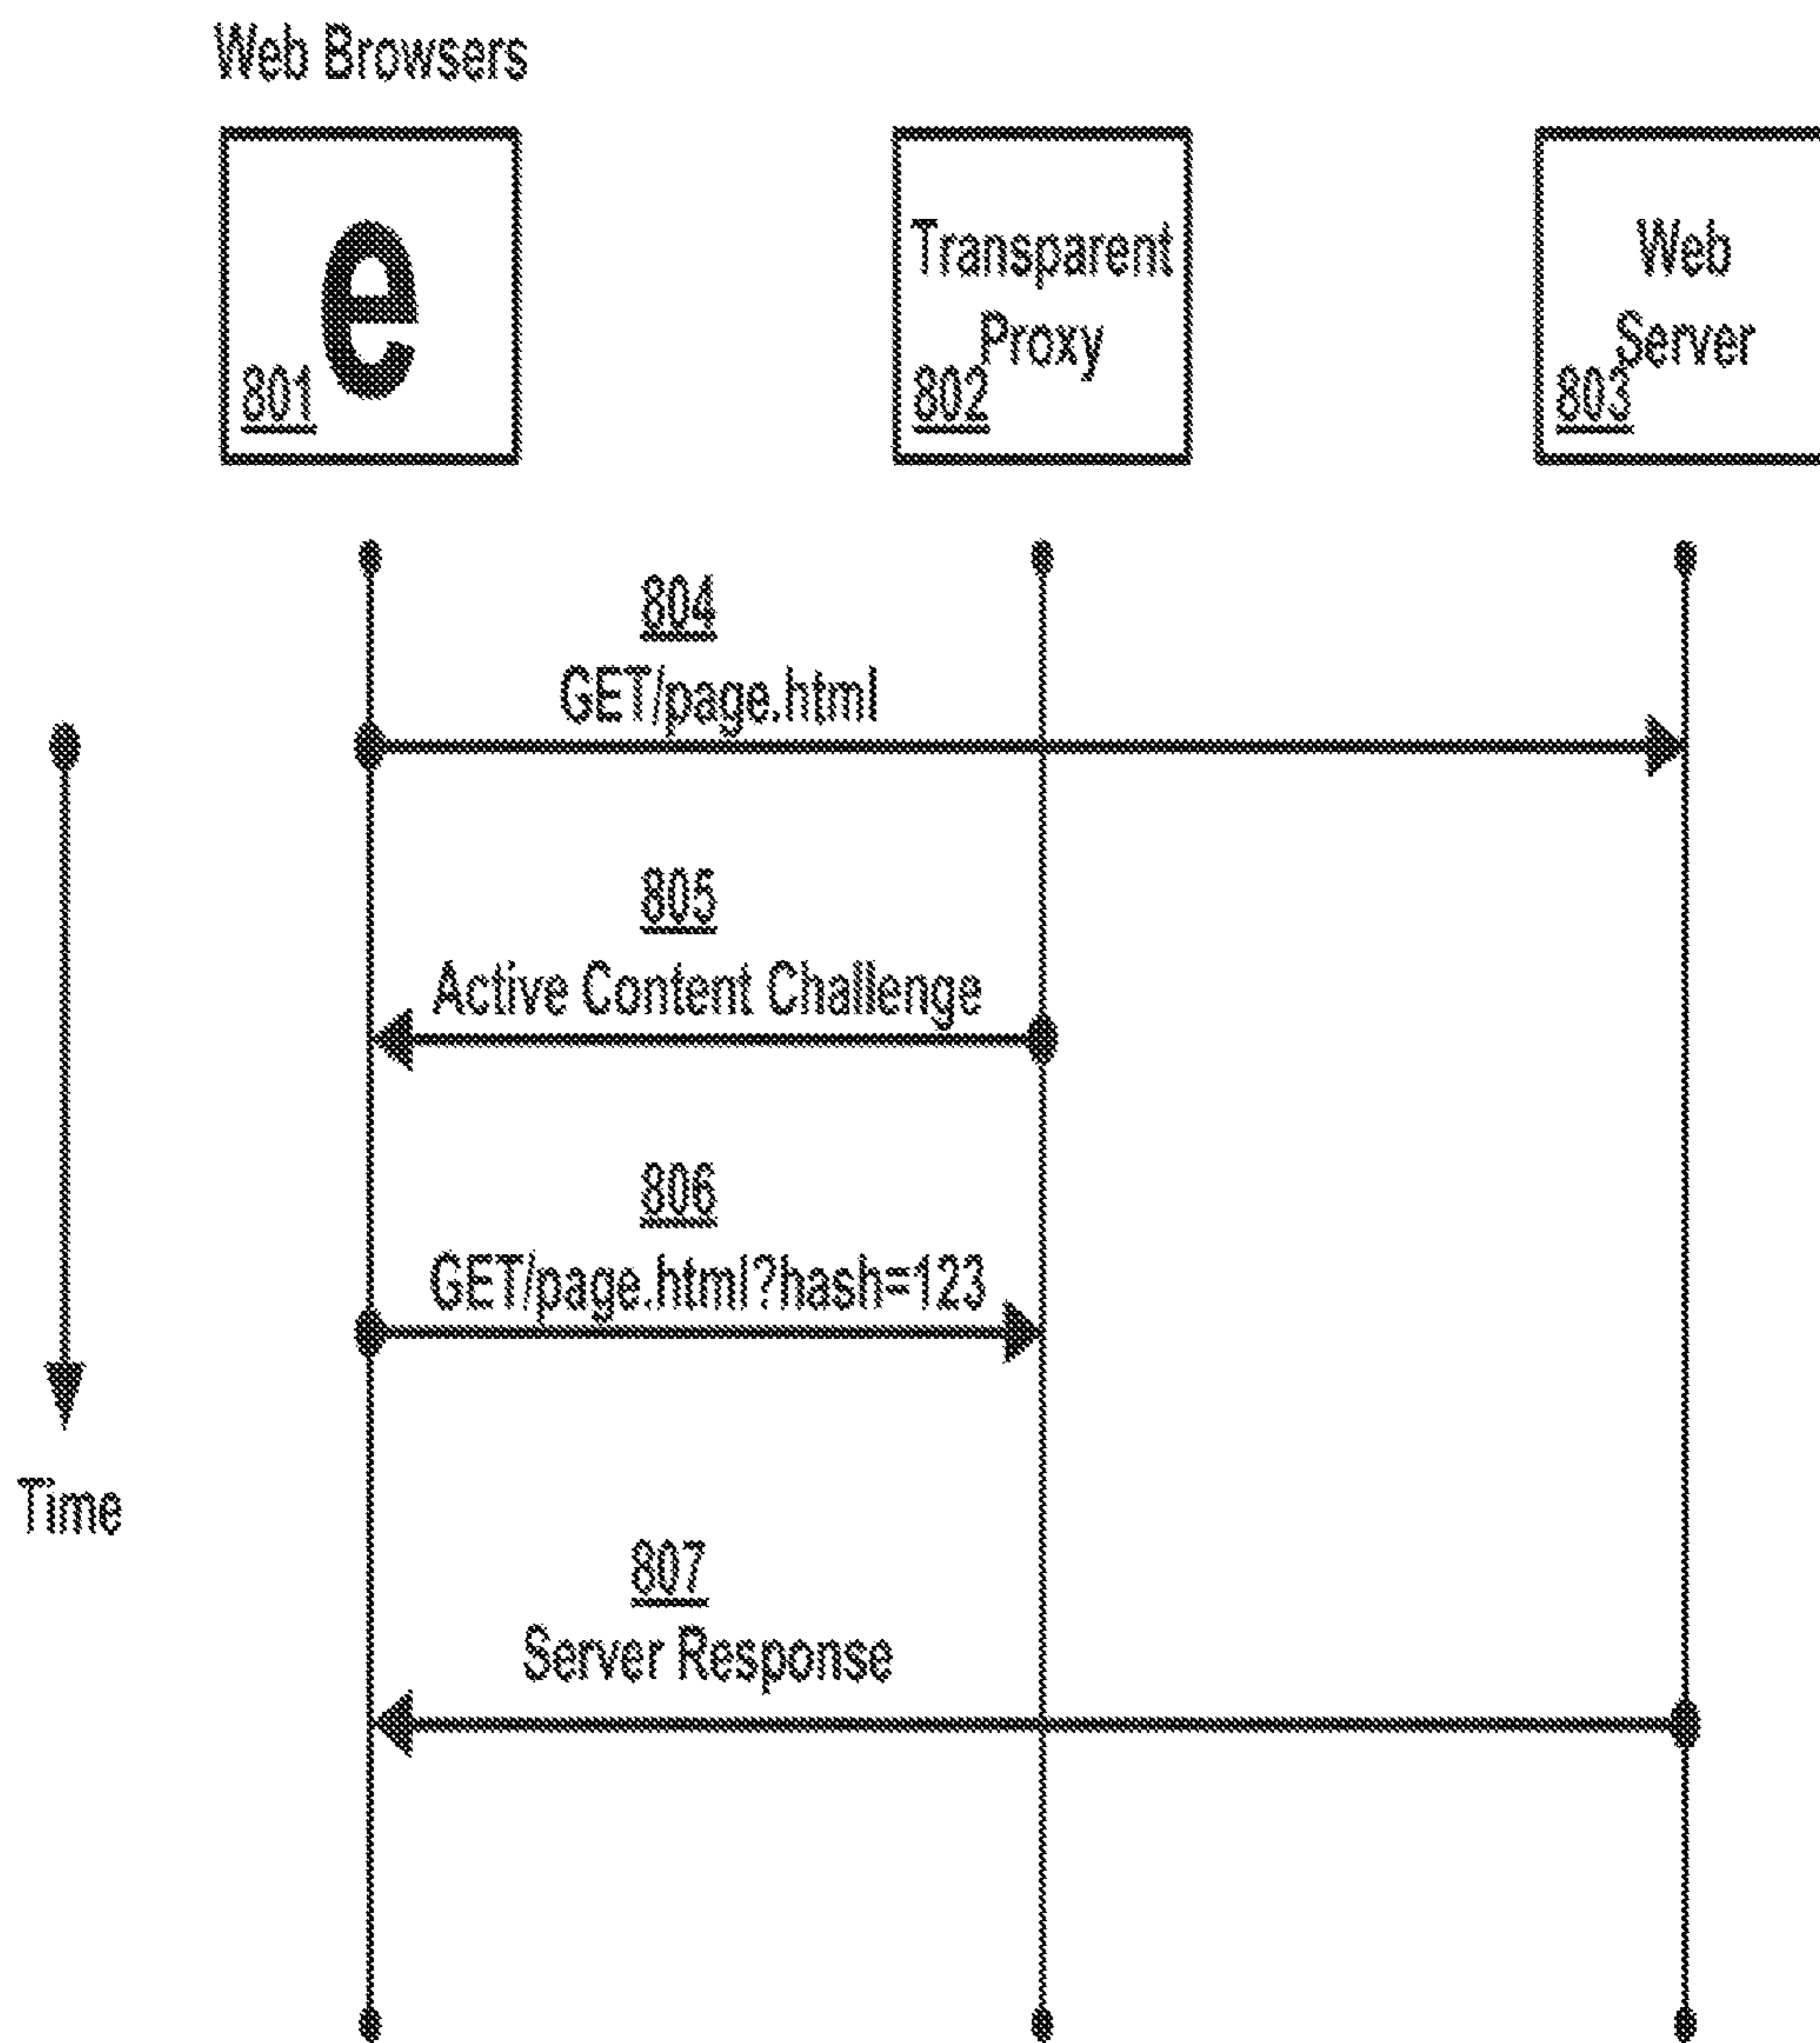 Web Browsers
e
801
Transparent
Proxy
802
Web
Server
803
804
GET/page.html
805
Active Content Challenge
806
GET/page.html?hash=123
Time
807
Server Response